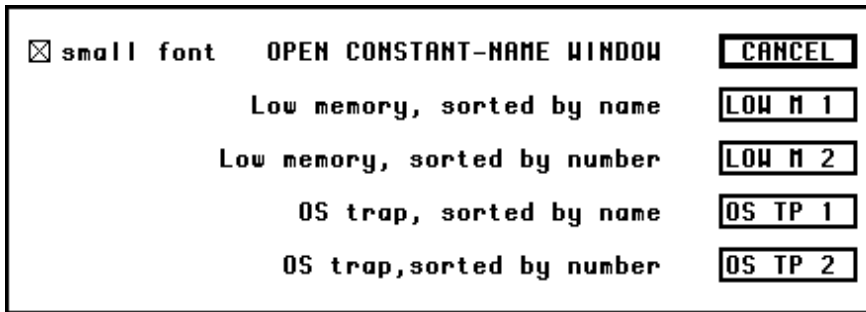 small font OPEN CONSTANT-NAME WINDOW CANCEL
Low memory, sorted by name LOW M 1
Low memory, sorted by number LOW M 2
OS trap, sorted by name OS TP 1
OS trap,sorted by number OS TP 2